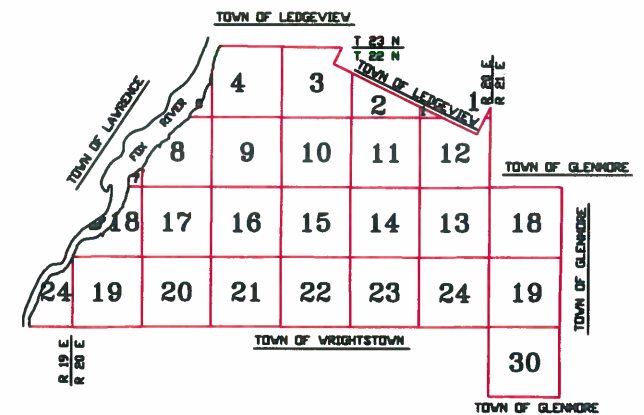 TOWN OF LEDGEVIEW
T 23 N
T 22 N
TOWN OF LEDGEVIEW
R 20 E
R 21 E
TOWN OF LAWRENCE
FOX RIVER
4 3 2 1
8 9 10 11 12
TOWN OF GLENMORE
18 17 16 15 14 13 18
TOWN OF GLENMORE
24 19 20 21 22 23 24 19
R 19 E
R 20 E
TOWN OF WRIGHTSTOWN
30
TOWN OF GLENMORE